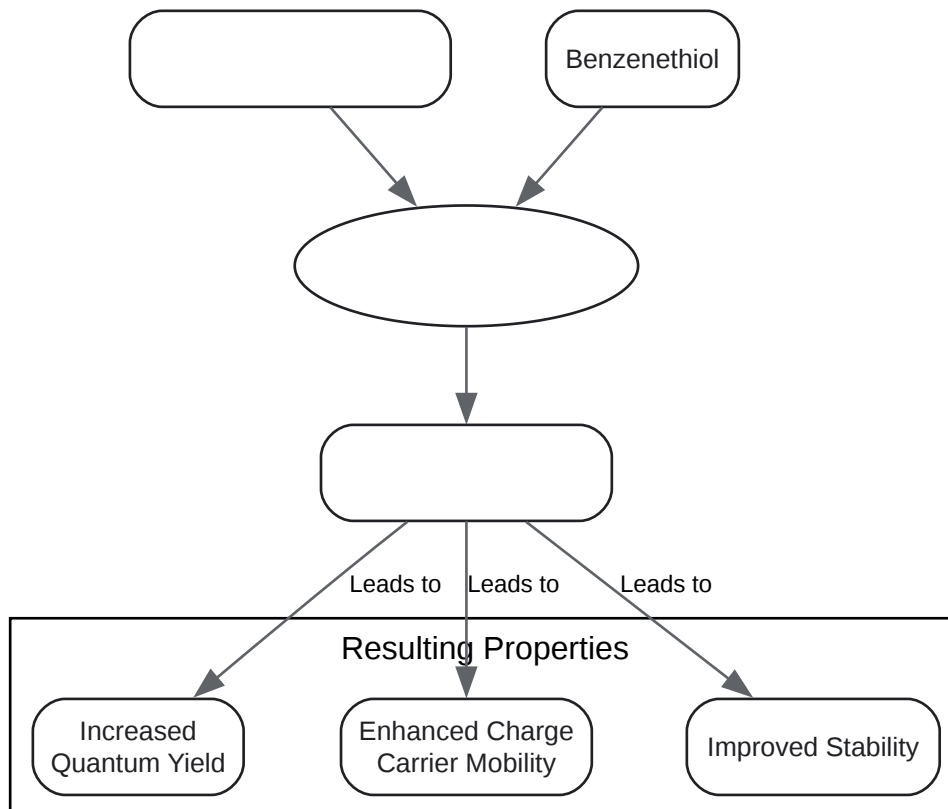 Benzenethiol
Leads to
Leads to
Leads to
Resulting Properties
Increased
Quantum Yield
Enhanced Charge
Carrier Mobility
Improved Stability